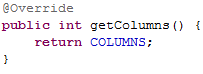 @Override
public int getColumns() {
    return COLUMNS;
}